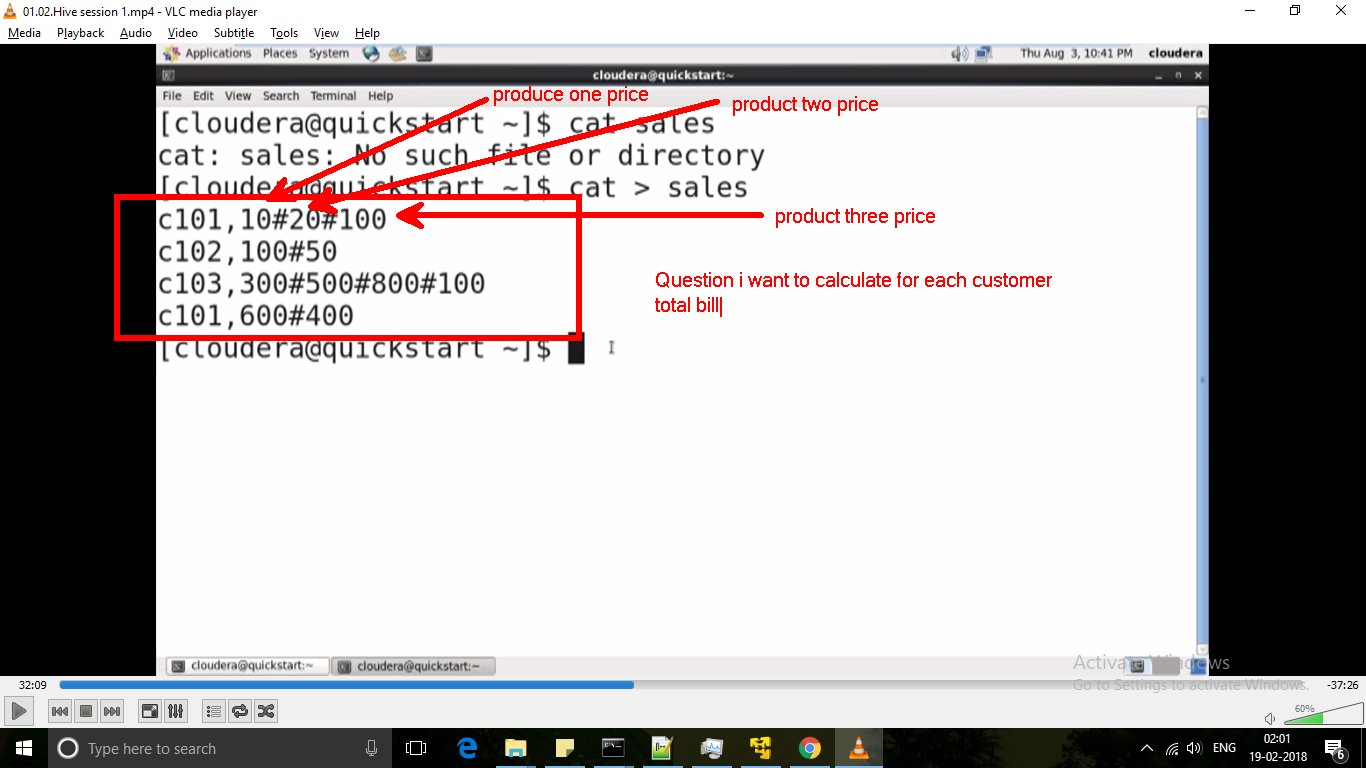 01.02.Hive session 1.mp4 - VLC media player
Media Playback Audio Video Subtitle Tools View Help
Applications Places System Thu Aug 3, 10:41 PM cloudera
cloudera@quickstart:~
File Edit View Search Terminal Help
produce one price
product two price
[cloudera@quickstart ~]$ cat sales
cat: sales: No such file or directory
[cloudera@quickstart ~]$ cat > sales
c101,10#20#100
product three price
c102,100#50
c103,300#500#800#100
Question i want to calculate for each customer
total bill
c101,600#400
[cloudera@quickstart ~]$
cloudera@quickstart:~ cloudera@quickstart:~
Activate Windows
Go to Settings to activate Windows.
32:09 -37:26
60%
Type here to search
ENG
02:01
19-02-2018
6